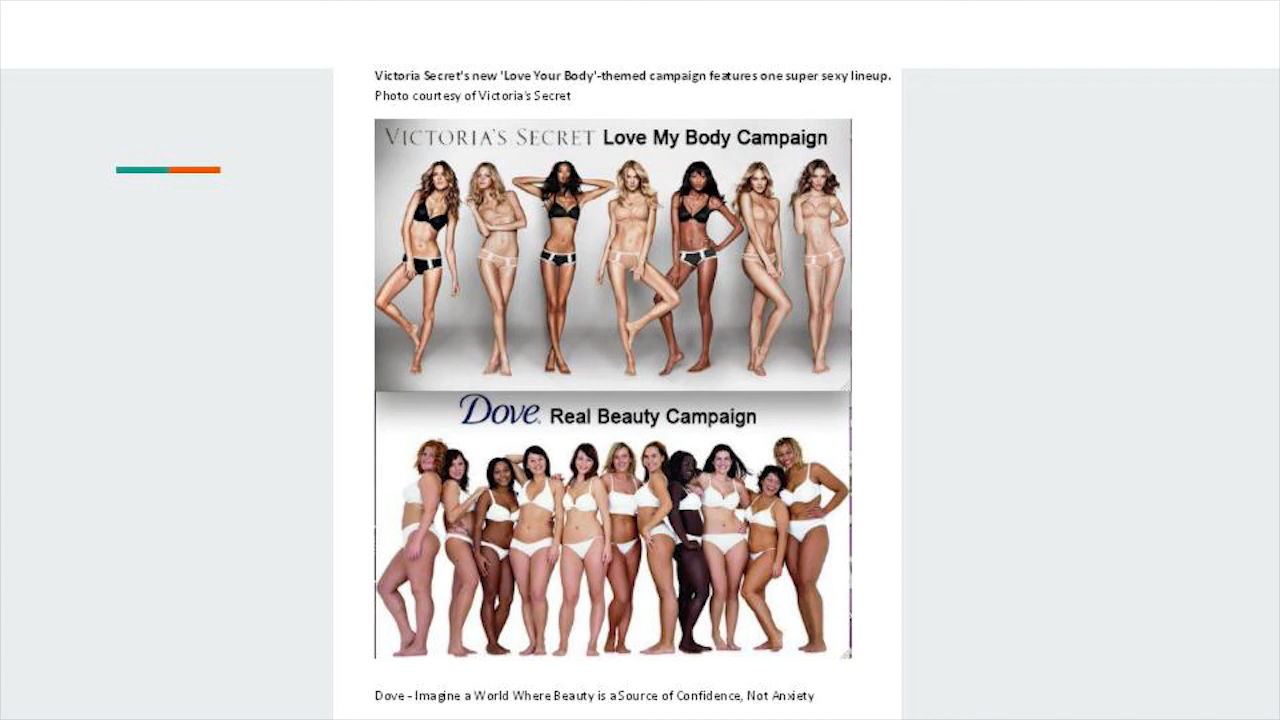 Victoria Secret's new 'Love Your Body'-themed campaign features one super sexy lineup.
Photo courtesy of Victoria's Secret
VICTORIA'S SECRET Love My Body Campaign
Dove. Real Beauty Campaign
Dove - Imagine a World Where Beauty is a Source of Confidence, Not Anxiety